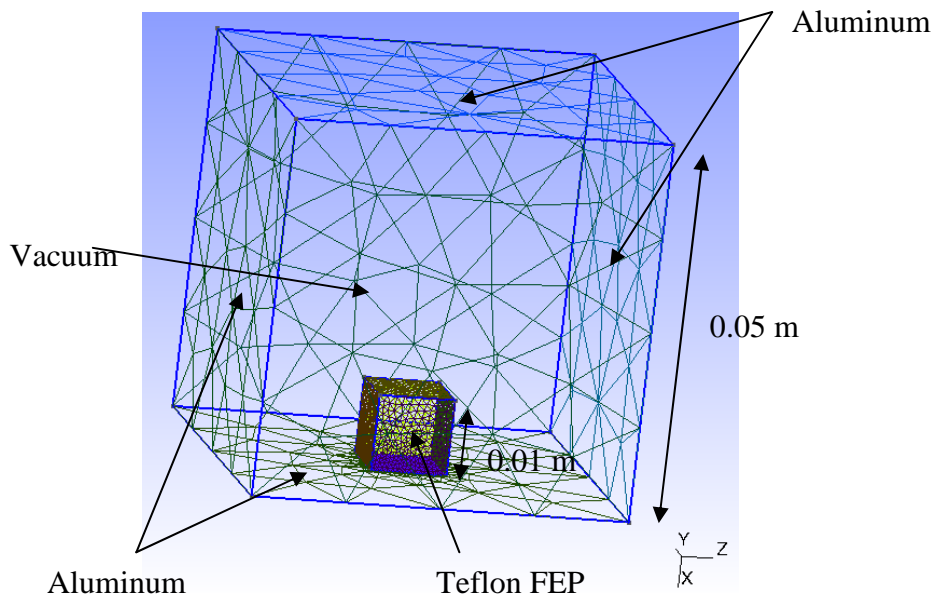 Aluminum
Vacuum
0.05 m
0.01 m
Aluminum
Teflon FEP
Y
Z
X